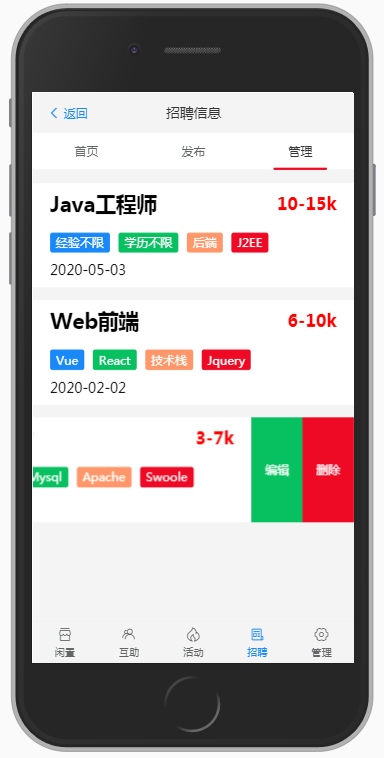 返回 招聘信息
首页 发布 管理
Java工程师 10-15k
经验不限 学历不限 后端 J2EE
2020-05-03
Web前端 6-10k
Vue React 技术栈 Jquery
2020-02-02
3-7k
Mysql Apache Swoole 编辑 删除
闲置 互助 活动 招聘 管理